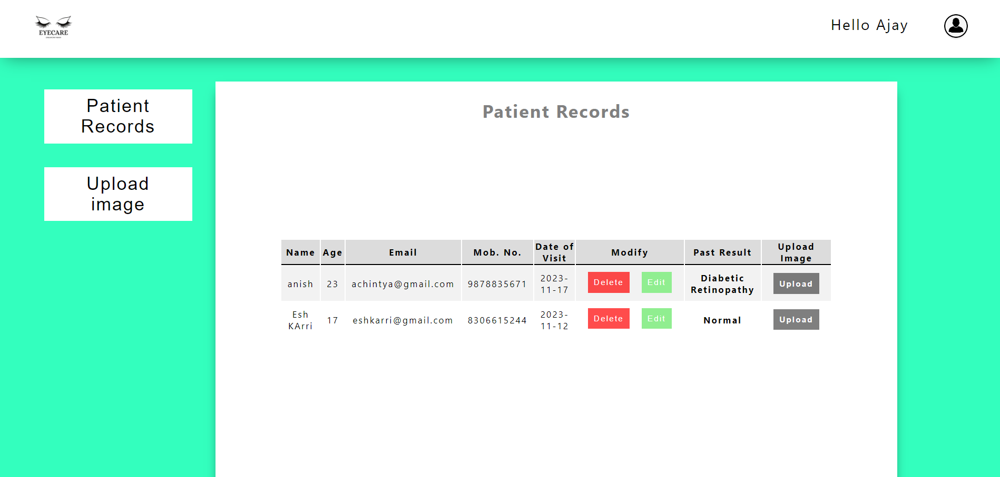 EYECARE
Hello Ajay
Patient
Records
Upload
image
Patient Records
Name Age Email Mob. No. Date of Visit Modify Past Result Upload Image
anish 23 achintya@gmail.com 9878835671 2023-11-17 Delete Edit Diabetic Retinopathy Upload
Esh KArri 17 eshkarri@gmail.com 8306615244 2023-11-12 Delete Edit Normal Upload